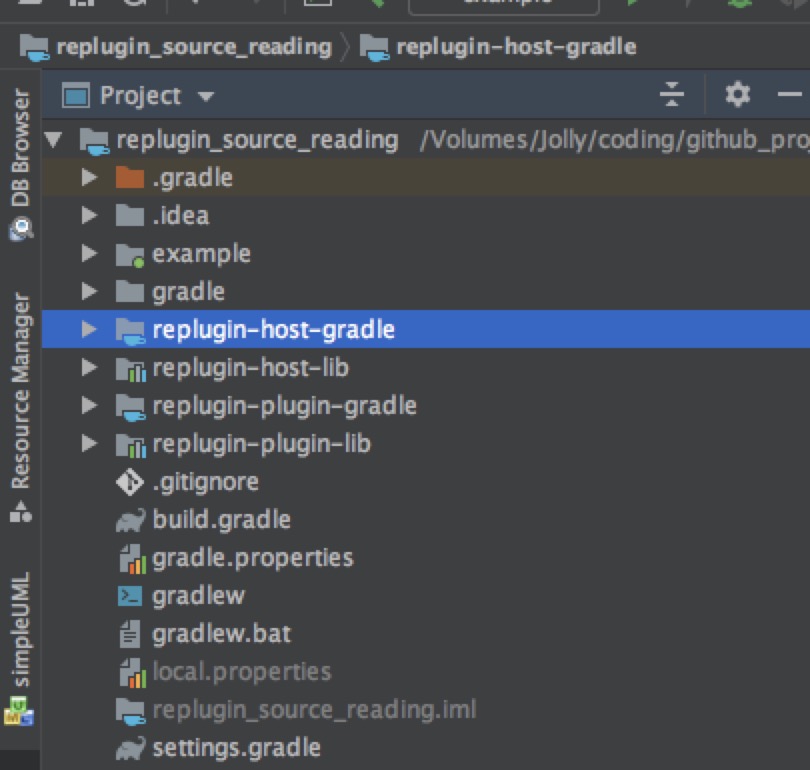 replugin_source_reading
replugin-host-gradle
Project
replugin_source_reading /Volumes/Jolly/coding/github_pro
.gradle
.idea
example
gradle
replugin-host-gradle
replugin-host-lib
replugin-plugin-gradle
replugin-plugin-lib
.gitignore
build.gradle
gradle.properties
gradlew
gradlew.bat
local.properties
replugin_source_reading.iml
settings.gradle
DB Browser
Resource Manager
simpleUML